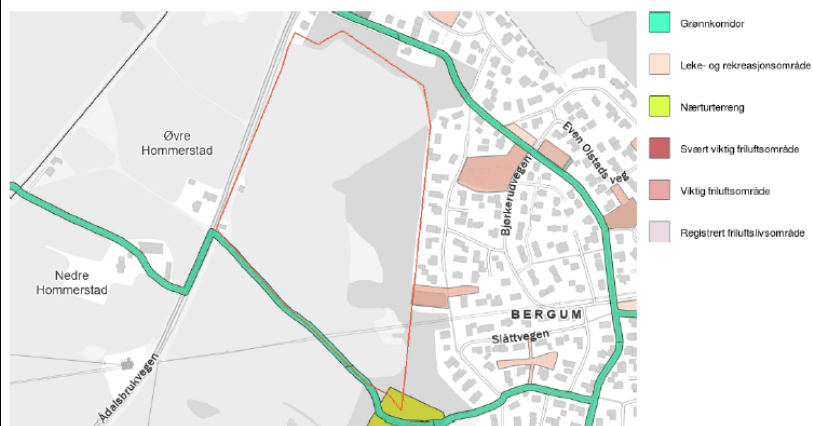 Øvre
Hommerstad
Nedre
Hommerstad
Ådalsbrukvegen
Bjørkerudvegen
Even Olstads veg
BERGUM
Slåttvegen
Grønnkorridor
Leke- og rekreasjonsområde
Nærturterreng
Svært viktig friluftsområde
Viktig friluftsområde
Registrert friluftslivsområde